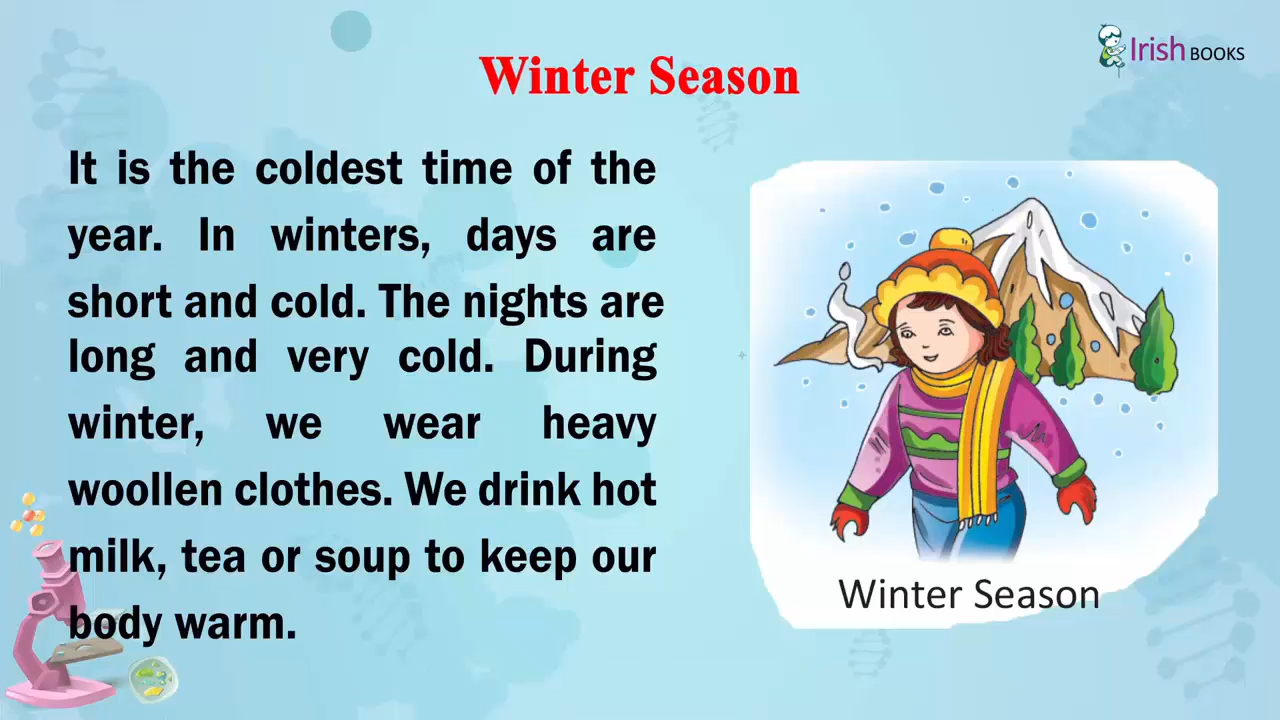 Irish BOOKS
Winter Season
It is the coldest time of the
year. In winters, days are
short and cold. The nights are
long and very cold. During
winter, we wear heavy
woollen clothes. We drink hot
milk, tea or soup to keep our
body warm.
Winter Season